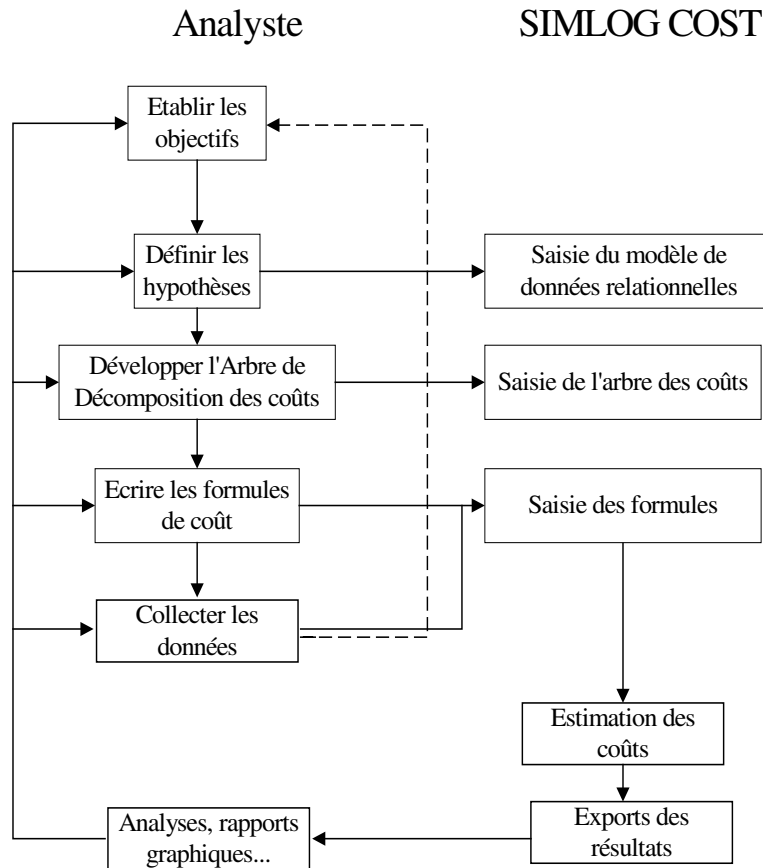 Analyste
SIMLOG COST
Etablir les
objectifs
Définir les
hypothèses
Saisie du modèle de
données relationnelles
Développer l'Arbre de
Décomposition des coûts
Saisie de l'arbre des coûts
Ecrire les formules
de coût
Saisie des formules
Collecter les
données
Estimation des
coûts
Exports des
résultats
Analyses, rapports
graphiques...